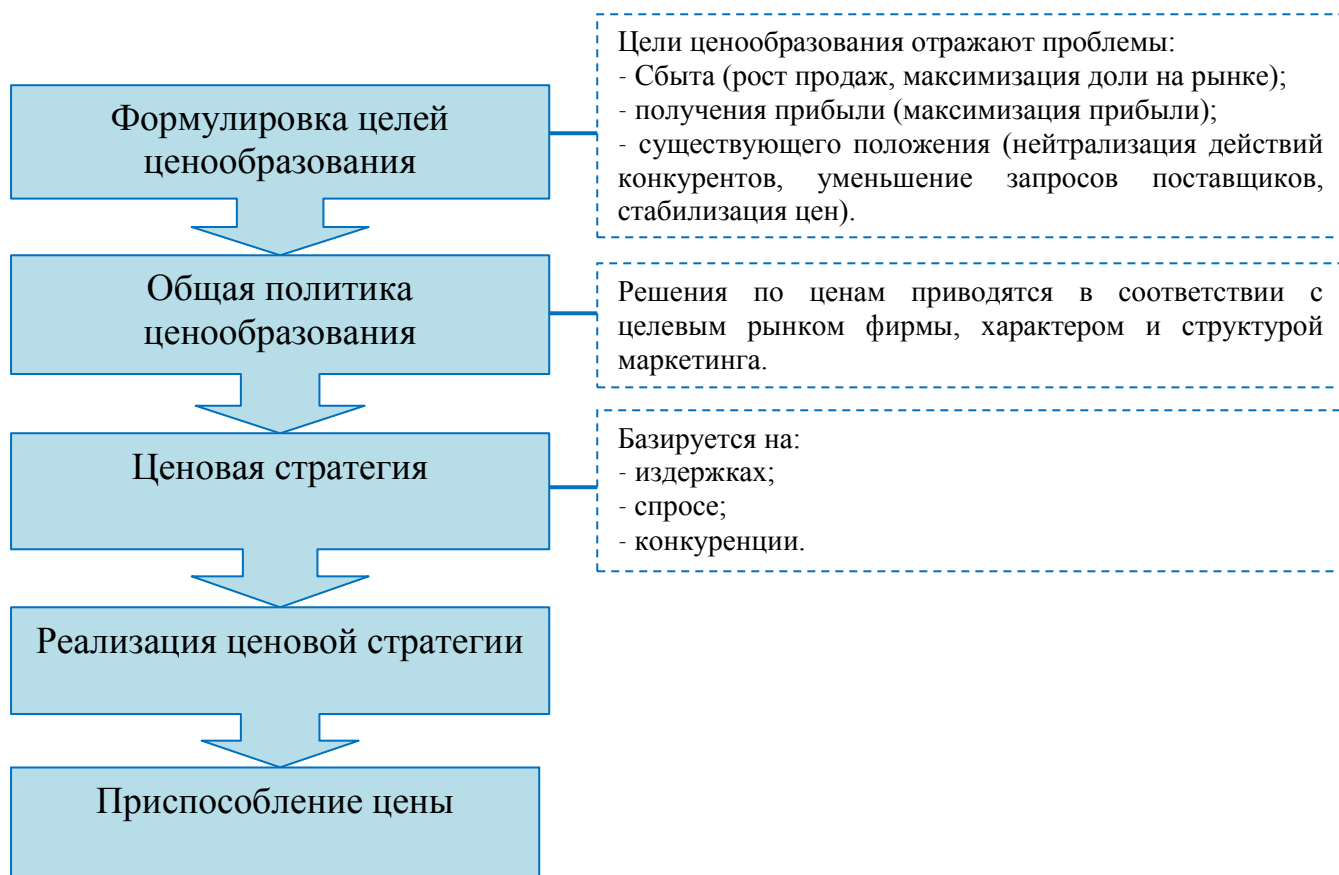 Формулировка целей
ценообразования
Цели ценообразования отражают проблемы:
- Сбыта (рост продаж, максимизация доли на рынке);
- получения прибыли (максимизация прибыли);
- существующего положения (нейтрализация действий
конкурентов, уменьшение запросов поставщиков,
стабилизация цен).
Общая политика
ценообразования
Решения по ценам приводятся в соответствии с
целевым рынком фирмы, характером и структурой
маркетинга.
Ценовая стратегия
Базируется на:
- издержках;
- спросе;
- конкуренции.
Реализация ценовой стратегии
Приспособление цены